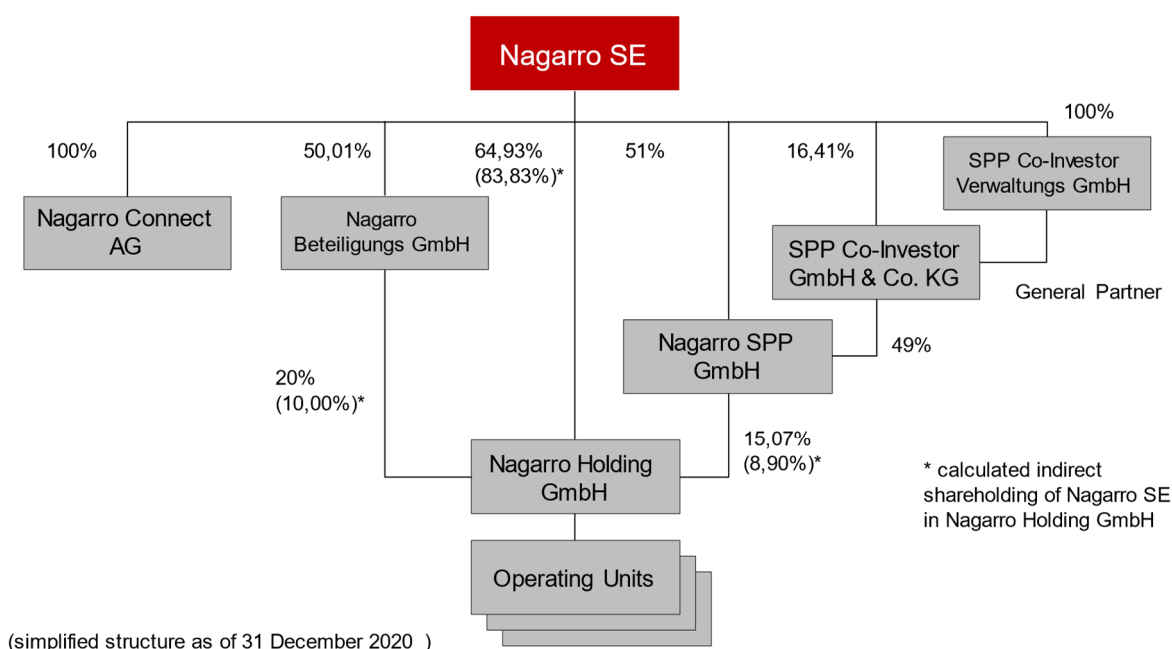 Nagarro SE
100%
100%
50,01%
64,93%
(83,83%)*
51%
16,41%
SPP Co-Investor
Verwaltungs GmbH
Nagarro Connect
AG
Nagarro
Beteiligungs GmbH
SPP Co-Investor
GmbH & Co. KG
General Partner
Nagarro SPP
GmbH
49%
20%
(10,00%)*
15,07%
(8,90%)*
Nagarro Holding
GmbH
* calculated indirect
shareholding of Nagarro SE
in Nagarro Holding GmbH
Operating Units
(simplified structure as of 31 December 2020 )